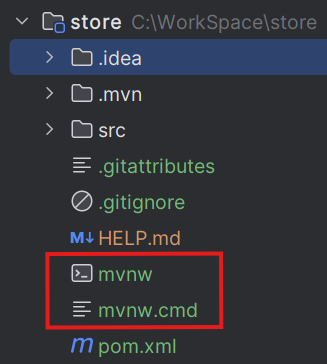 store C:\WorkSpace\store
.idea
.mvn
src
.gitattributes
.gitignore
M↓ HELP.md
mvnw
mvnw.cmd
m pom.xml